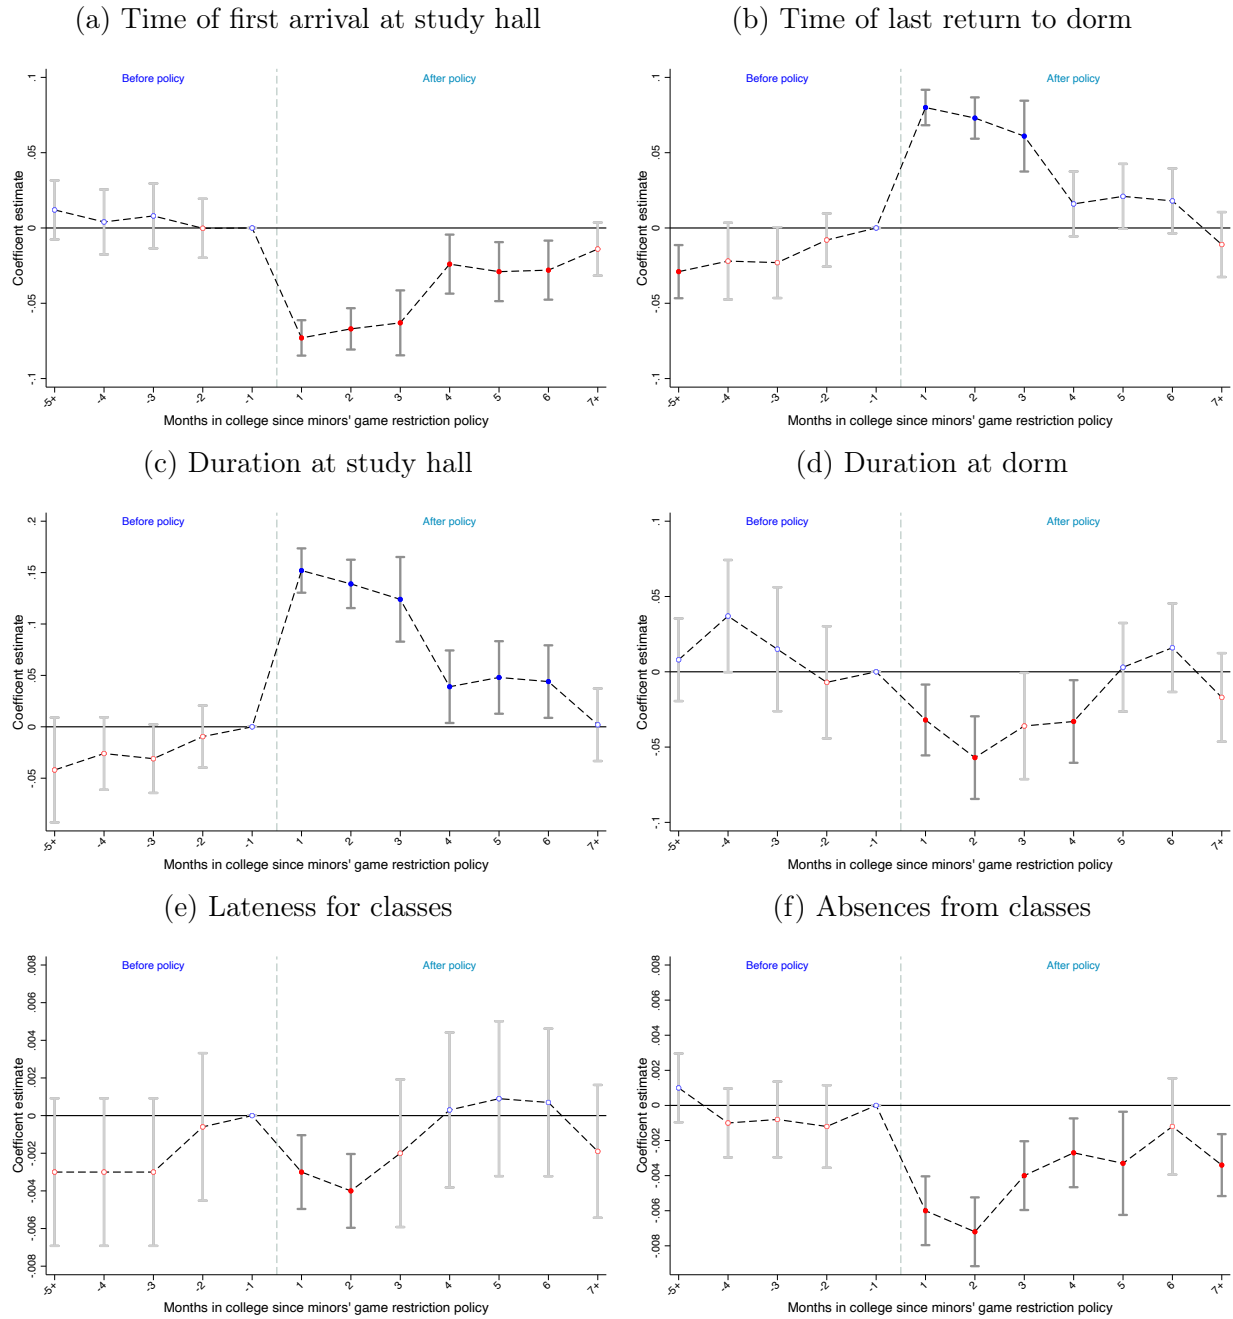 (a) Time of first arrival at study hall
Before policy
After policy
Coefficent estimate
.1
.05
0
-.05
-.1
-5+ -4 -3 -2 -1 1 2 3 4 5 6 7+
Months in college since minors' game restriction policy
(b) Time of last return to dorm
Before policy
After policy
Coefficent estimate
.1
.05
0
-.05
-.1
-5+ -4 -3 -2 -1 1 2 3 4 5 6 7+
Months in college since minors' game restriction policy
(c) Duration at study hall
Before policy
After policy
Coefficent estimate
.2
.15
.1
.05
0
-.05
-5+ -4 -3 -2 -1 1 2 3 4 5 6 7+
Months in college since minors' game restriction policy
(d) Duration at dorm
Before policy
After policy
Coefficent estimate
.1
.05
0
-.05
-.1
-5+ -4 -3 -2 -1 1 2 3 4 5 6 7+
Months in college since minors' game restriction policy
(e) Lateness for classes
Before policy
After policy
Coefficent estimate
.008
.006
.004
.002
0
-.002
-.004
-.006
-.008
-5+ -4 -3 -2 -1 1 2 3 4 5 6 7+
Months in college since minors' game restriction policy
(f) Absences from classes
Before policy
After policy
Coefficent estimate
.008
.006
.004
.002
0
-.002
-.004
-.006
-.008
-5+ -4 -3 -2 -1 1 2 3 4 5 6 7+
Months in college since minors' game restriction policy